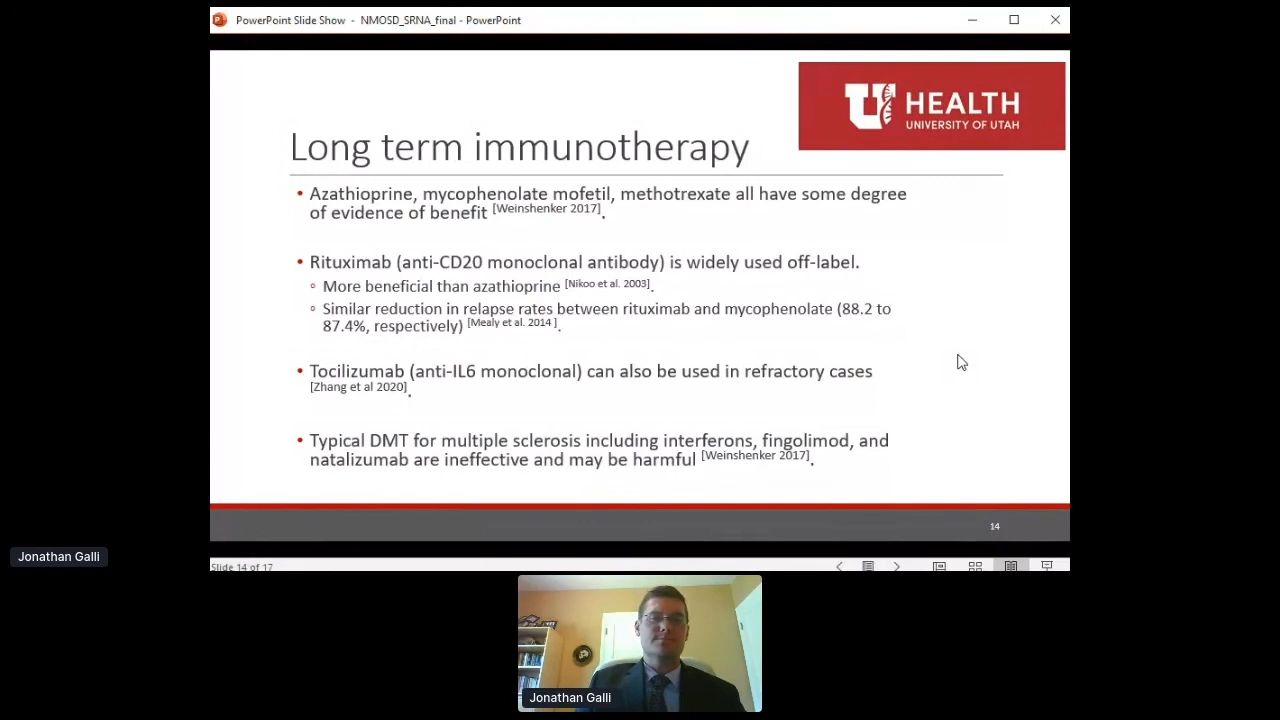 PowerPoint Slide Show - NMOSD_SRNA_final - PowerPoint
HEALTH
UNIVERSITY OF UTAH
Long term immunotherapy
• Azathioprine, mycophenolate mofetil, methotrexate all have some degree
of evidence of benefit [Weinshenker 2017].
• Rituximab (anti-CD20 monoclonal antibody) is widely used off-label.
◦ More beneficial than azathioprine [Nikoo et al. 2003].
◦ Similar reduction in relapse rates between rituximab and mycophenolate (88.2 to
87.4%, respectively) [Mealy et al. 2014 ].
• Tocilizumab (anti-IL6 monoclonal) can also be used in refractory cases
[Zhang et al 2020].
• Typical DMT for multiple sclerosis including interferons, fingolimod, and
natalizumab are ineffective and may be harmful [Weinshenker 2017].
14
Jonathan Galli
Slide 14 of 17
Jonathan Galli